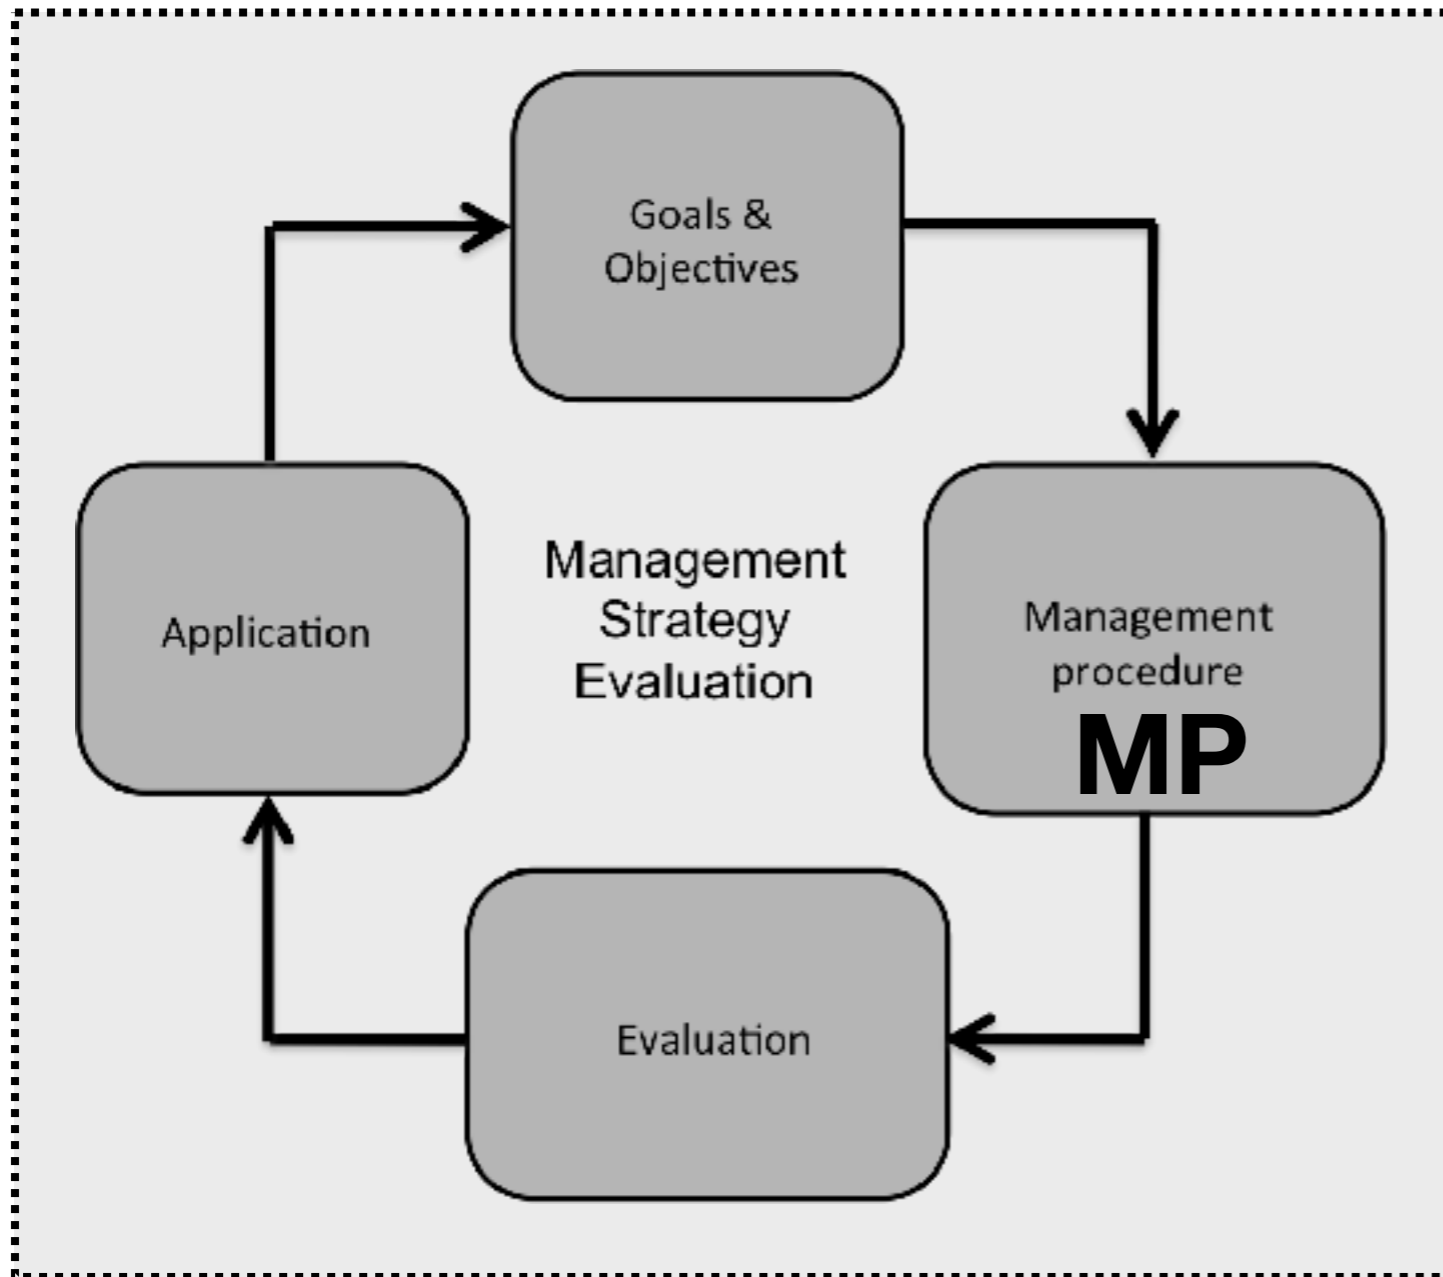 Goals &
Objectives
Application
Management
Strategy
Evaluation
Management
procedure
MP
Evaluation